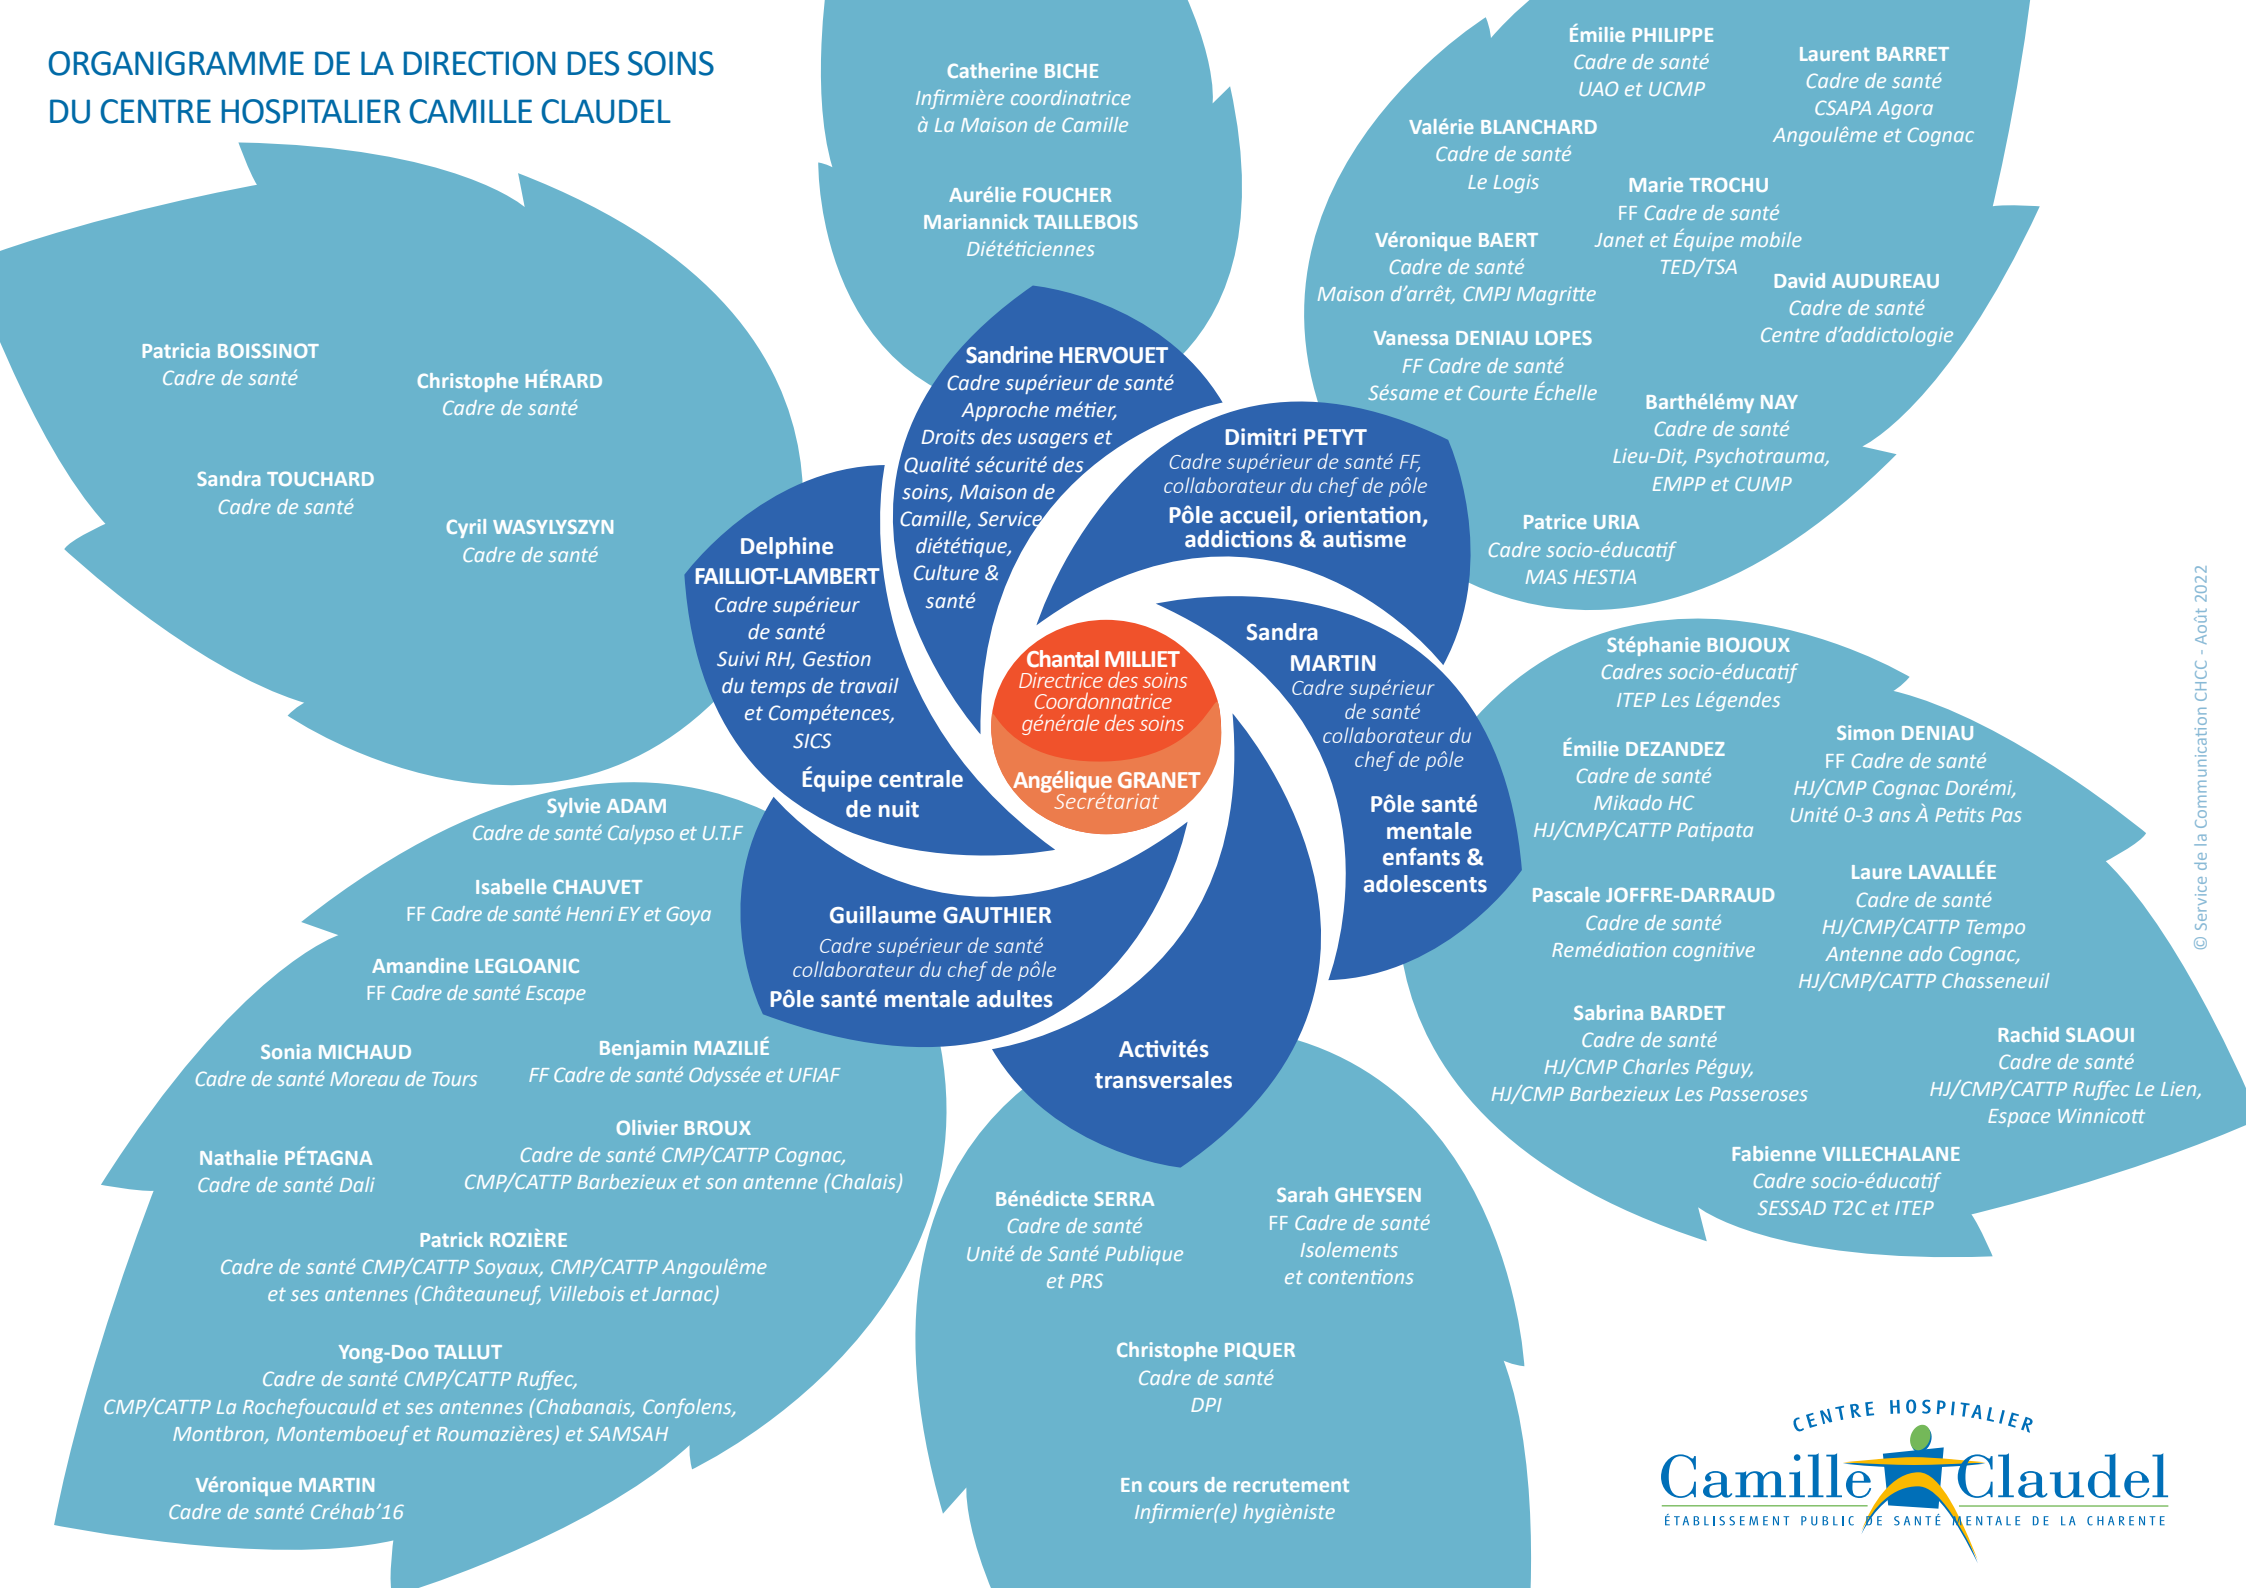 ORGANIGRAMME DE LA DIRECTION DES SOINS
DU CENTRE HOSPITALIER CAMILLE CLAUDEL
Catherine BICHE
Infirmière coordinatrice
à La Maison de Camille
Aurélie FOUCHER
Mariannick TAILLEBOIS
Diététiciennes
Émilie PHILIPPE
Cadre de santé
UAO et UCMP
Laurent BARRET
Cadre de santé
CSAPA Agora
Angoulême et Cognac
Valérie BLANCHARD
Cadre de santé
Le Logis
Marie TROCHU
FF Cadre de santé
Janet et Équipe mobile
TED/TSA
Véronique BAERT
Cadre de santé
Maison d'arrêt, CMPJ Magritte
David AUDUREAU
Cadre de santé
Centre d'addictologie
Vanessa DENIAU LOPES
FF Cadre de santé
Sésame et Courte Échelle
Barthélémy NAY
Cadre de santé
Lieu-Dit, Psychotrauma,
EMPP et CUMP
Patrice URIA
Cadre socio-éducatif
MAS HESTIA
Patricia BOISSINOT
Cadre de santé
Christophe HÉRARD
Cadre de santé
Sandra TOUCHARD
Cadre de santé
Cyril WASYLYSZYN
Cadre de santé
Sandrine HERVOUET
Cadre supérieur de santé
Approche métier,
Droits des usagers et
Qualité sécurité des
soins, Maison de
Camille, Service
diététique,
Culture &
santé
Dimitri PETYT
Cadre supérieur de santé FF,
collaborateur du chef de pôle
Pôle accueil, orientation,
addictions & autisme
Delphine
FAILLIOT-LAMBERT
Cadre supérieur
de santé
Suivi RH, Gestion
du temps de travail
et Compétences,
SICS
Équipe centrale
de nuit
Chantal MILLIET
Directrice des soins
Coordonnatrice
générale des soins
Angélique GRANET
Secrétariat
Sandra
MARTIN
Cadre supérieur
de santé
collaborateur du
chef de pôle
Pôle santé
mentale
enfants &
adolescents
Guillaume GAUTHIER
Cadre supérieur de santé
collaborateur du chef de pôle
Pôle santé mentale adultes
Activités
transversales
Stéphanie BIOJOUX
Cadres socio-éducatif
ITEP Les Légendes
Émilie DEZANDEZ
Cadre de santé
Mikado HC
HJ/CMP/CATTP Patipata
Simon DENIAU
FF Cadre de santé
HJ/CMP Cognac Dorémi,
Unité 0-3 ans À Petits Pas
Pascale JOFFRE-DARRAUD
Cadre de santé
Remédiation cognitive
Laure LAVALLÉE
Cadre de santé
HJ/CMP/CATTP Tempo
Antenne ado Cognac,
HJ/CMP/CATTP Chasseneuil
Sabrina BARDET
Cadre de santé
HJ/CMP Charles Péguy,
HJ/CMP Barbezieux Les Passeroses
Rachid SLAOUI
Cadre de santé
HJ/CMP/CATTP Ruffec Le Lien,
Espace Winnicott
Fabienne VILLECHALANE
Cadre socio-éducatif
SESSAD T2C et ITEP
Sylvie ADAM
Cadre de santé Calypso et U.T.F
Isabelle CHAUVET
FF Cadre de santé Henri EY et Goya
Amandine LEGLOANIC
FF Cadre de santé Escape
Sonia MICHAUD
Cadre de santé Moreau de Tours
Benjamin MAZILIÉ
FF Cadre de santé Odyssée et UFIAF
Olivier BROUX
Cadre de santé CMP/CATTP Cognac,
CMP/CATTP Barbezieux et son antenne (Chalais)
Nathalie PÉTAGNA
Cadre de santé Dali
Patrick ROZIÈRE
Cadre de santé CMP/CATTP Soyaux, CMP/CATTP Angoulême
et ses antennes (Châteauneuf, Villebois et Jarnac)
Yong-Doo TALLUT
Cadre de santé CMP/CATTP Ruffec,
CMP/CATTP La Rochefoucauld et ses antennes (Chabanais, Confolens,
Montbron, Montemboeuf et Roumazières) et SAMSAH
Véronique MARTIN
Cadre de santé Créhab'16
Bénédicte SERRA
Cadre de santé
Unité de Santé Publique
et PRS
Sarah GHEYSEN
FF Cadre de santé
Isolements
et contentions
Christophe PIQUER
Cadre de santé
DPI
En cours de recrutement
Infirmier(e) hygièniste
© Service de la Communication CHCC - Août 2022
CENTRE HOSPITALIER
Camille Claudel
ÉTABLISSEMENT PUBLIC DE SANTÉ MENTALE DE LA CHARENTE